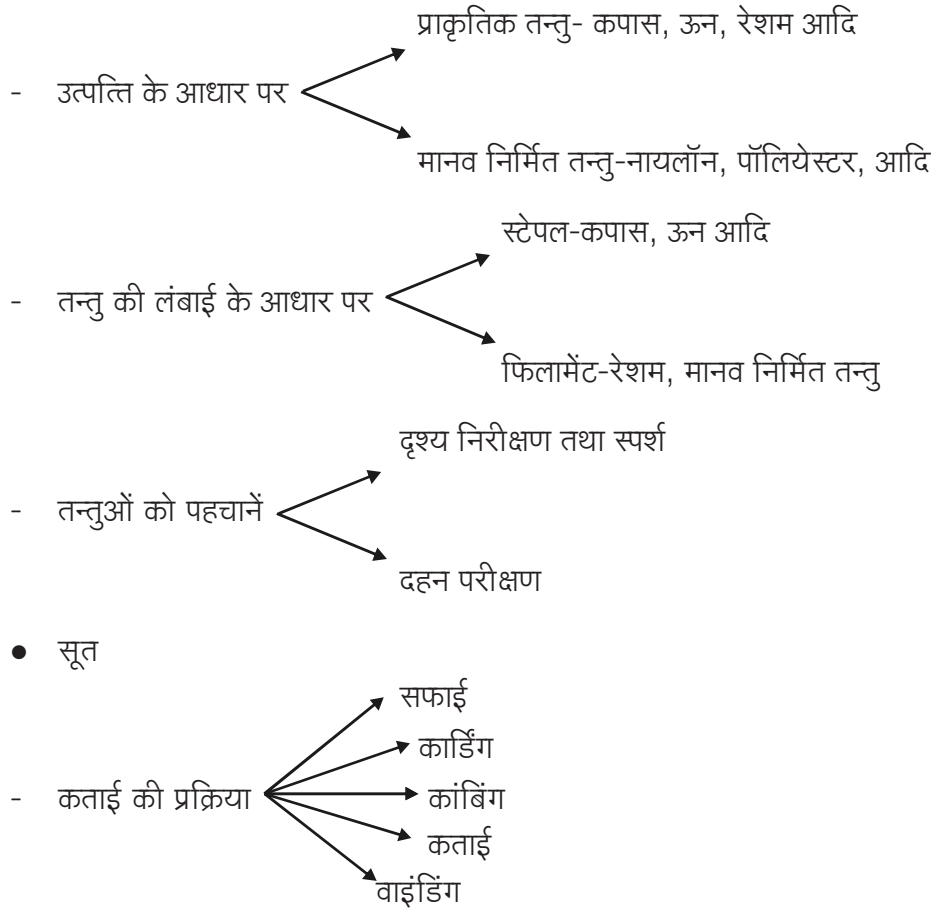 प्राकृतिक तन्तु- कपास, ऊन, रेशम आदि
- उत्पत्ति के आधार पर
मानव निर्मित तन्तु-नायलॉन, पॉलियेस्टर, आदि
स्टेपल-कपास, ऊन आदि
- तन्तु की लंबाई के आधार पर
फिलामेंट-रेशम, मानव निर्मित तन्तु
दृश्य निरीक्षण तथा स्पर्श
- तन्तुओं को पहचानें
दहन परीक्षण
● सूत
सफाई
कार्डिंग
- कताई की प्रक्रिया
कांबिंग
कताई
वाइंडिंग